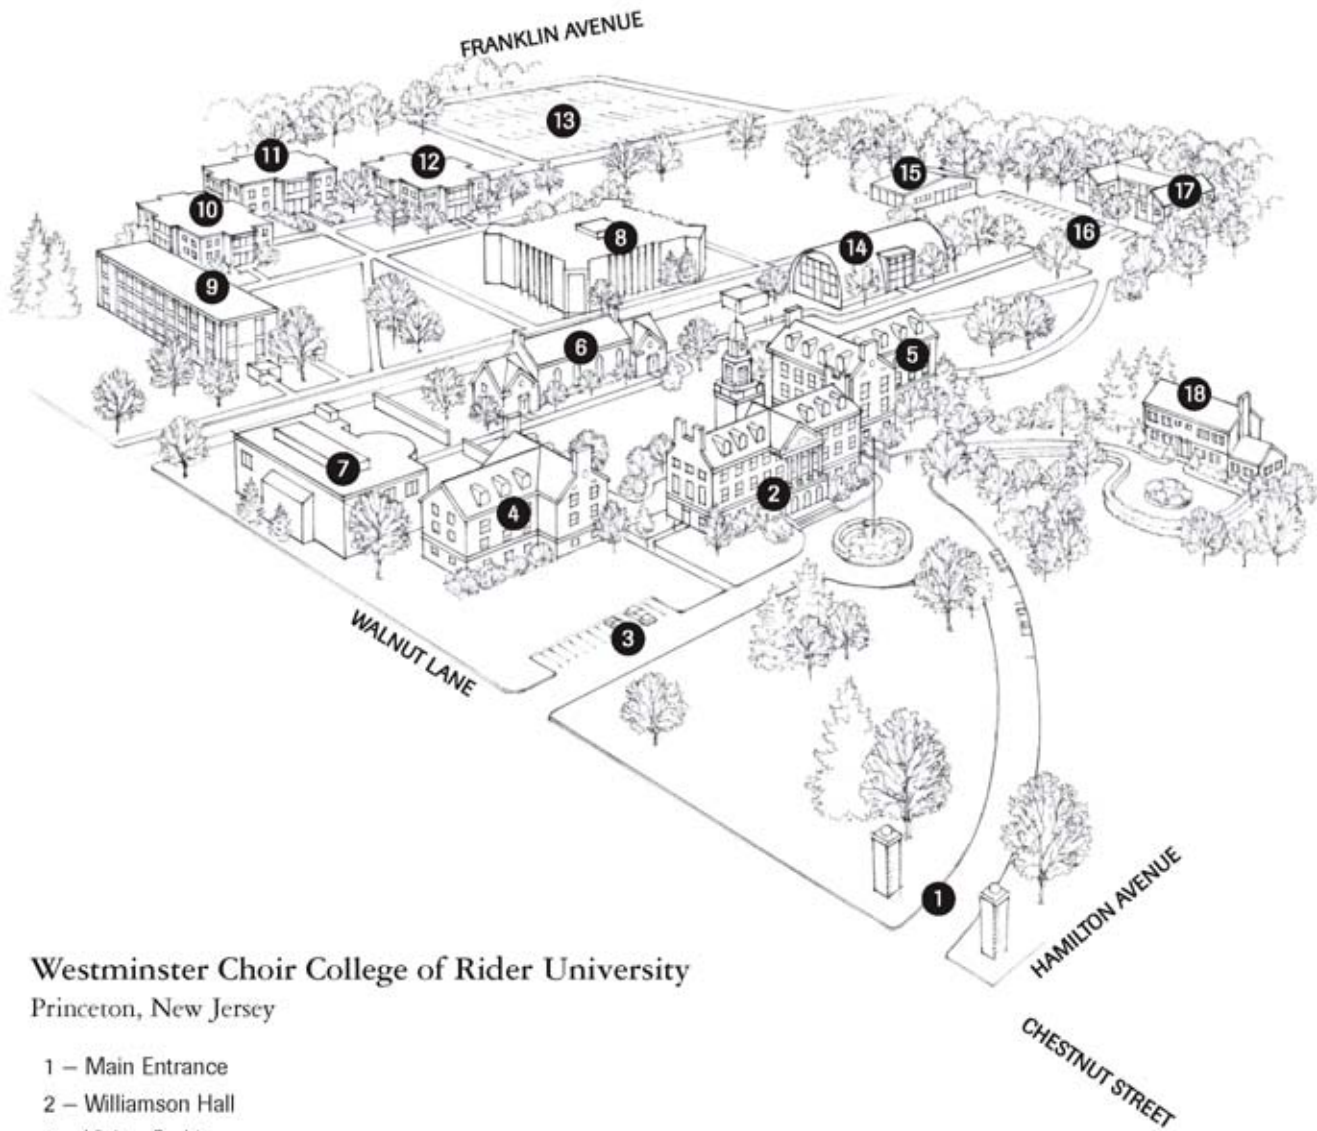 FRANKLIN AVENUE
13
11
12
15
17
10
8
16
14
9
6
5
18
7
2
4
3
WALNUT LANE
1
HAMILTON AVENUE
Westminster Choir College of Rider University
Princeton, New Jersey
CHESTNUT STREET
1 – Main Entrance
2 – Williamson Hall